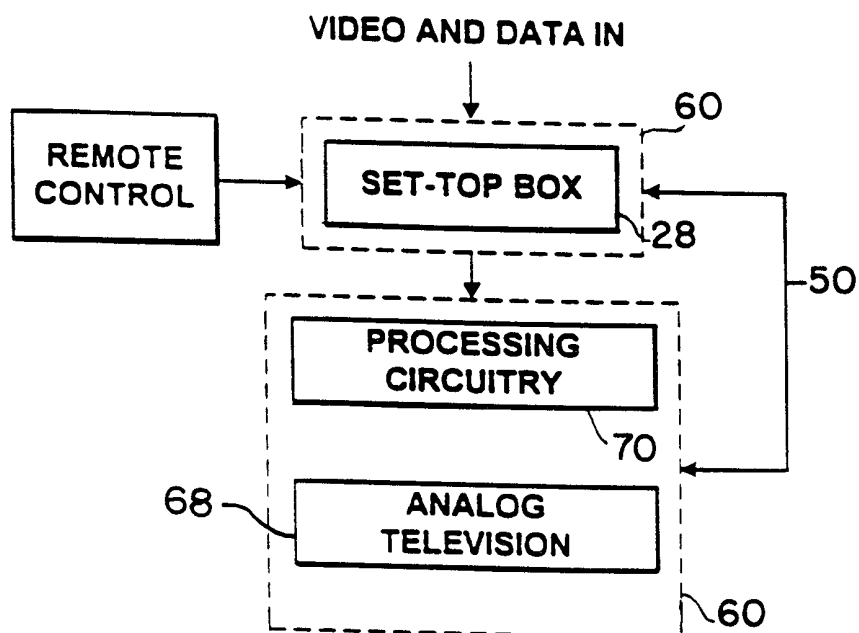 VIDEO AND DATA IN
60
REMOTE
CONTROL
SET-TOP BOX
28
50
PROCESSING
CIRCUITRY
70
68
ANALOG
TELEVISION
60